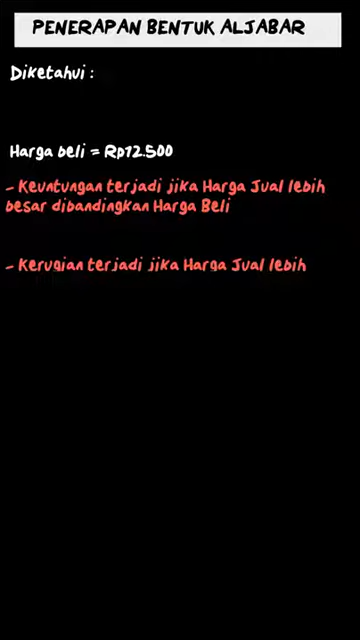 PENERAPAN BENTUK ALJABAR
Diketahui :
Harga beli = Rp12.500
- Keuntungan terjadi jika Harga Jual lebih
besar dibandingkan Harga Beli
- Kerugian terjadi jika Harga Jual lebih